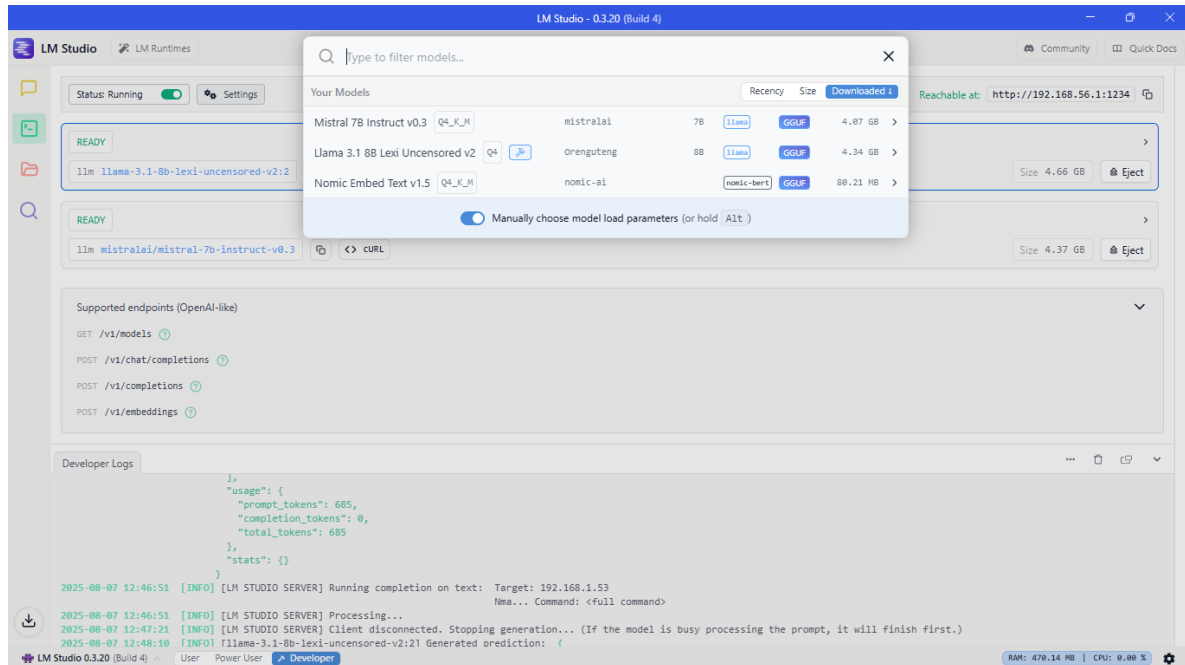 LM Studio - 0.3.20 (Build 4)
LM Studio LM Runtimes Community Quick Docs
Type to filter models...
Your Models Recency Size Downloaded ↓
Mistral 7B Instruct v0.3 Q4_K_M mistralai 7B llama GGUF 4.07 GB
Llama 3.1 8B Lexi Uncensored v2 Q4 Orenguteng 8B llama GGUF 4.34 GB
Nomic Embed Text v1.5 Q4_K_M nomic-ai nomic-bert GGUF 80.21 MB
Manually choose model load parameters (or hold Alt )
Status: Running Settings Reachable at: http://192.168.56.1:1234
READY
llm llama-3.1-8b-lexi-uncensored-v2:2 Size 4.66 GB Eject
READY
llm mistralai/mistral-7b-instruct-v0.3 <> cURL Size 4.37 GB Eject
Supported endpoints (OpenAI-like)
GET /v1/models ?
POST /v1/chat/completions ?
POST /v1/completions ?
POST /v1/embeddings ?
Developer Logs
],
"usage": {
"prompt_tokens": 685,
"completion_tokens": 0,
"total_tokens": 685
},
"stats": {}
}
2025-08-07 12:46:51 [INFO] [LM STUDIO SERVER] Running completion on text: Target: 192.168.1.53
Nma... Command: <full command>
2025-08-07 12:46:51 [INFO] [LM STUDIO SERVER] Processing...
2025-08-07 12:47:21 [INFO] [LM STUDIO SERVER] Client disconnected. Stopping generation... (If the model is busy processing the prompt, it will finish first.)
2025-08-07 12:48:10 [INFO] [llama-3.1-8b-lexi-uncensored-v2:2] Generated prediction: {
LM Studio 0.3.20 (Build 4) User Power User Developer RAM: 470.14 MB | CPU: 0.00 %